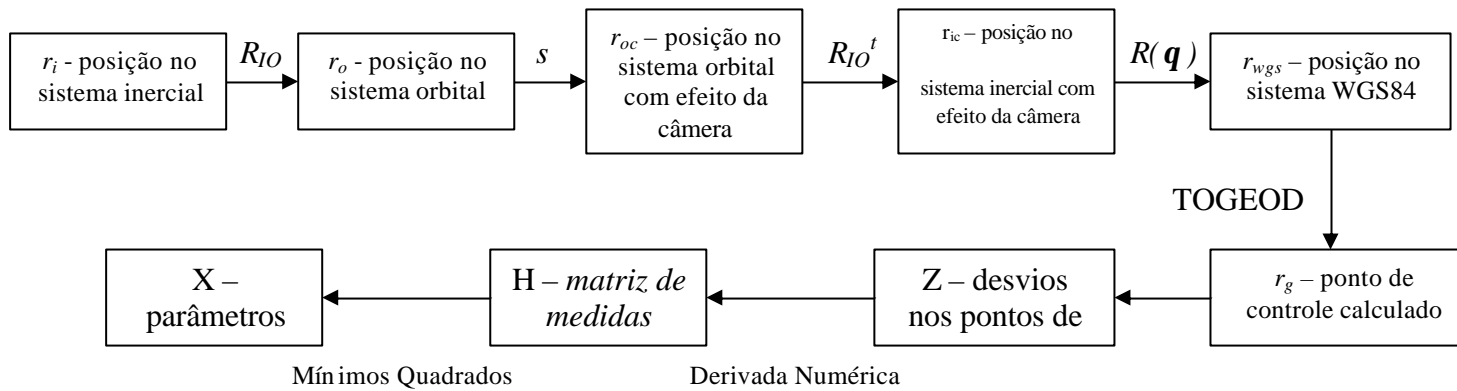 r_i - posição no
sistema inercial
R_IO
r_o - posição no
sistema orbital
s
r_oc – posição no
sistema orbital
com efeito da
câmera
R_IO^t
r_ic – posição no
sistema inercial com
efeito da câmera
R(q)
r_wgs – posição no
sistema WGS84
TOGEOD
X –
parâmetros
H – matriz de
medidas
Z – desvios
nos pontos de
r_g – ponto de
controle calculado
Mínimos Quadrados
Derivada Numérica